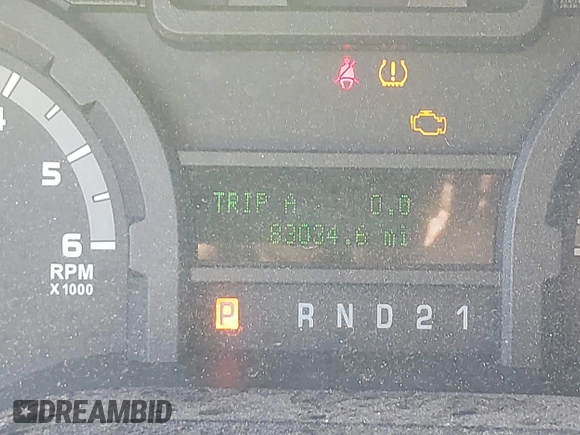 4
5
6
RPM
X 1000
TRIP A 0.0
83034.6 mi
P R N D 2 1
DREAMBID